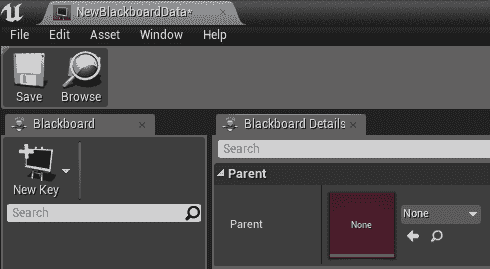 NewBlackboardData*
File Edit Asset Window Help
Save Browse
Blackboard
Blackboard Details
New Key
Search
Search
Parent
Parent
None
None